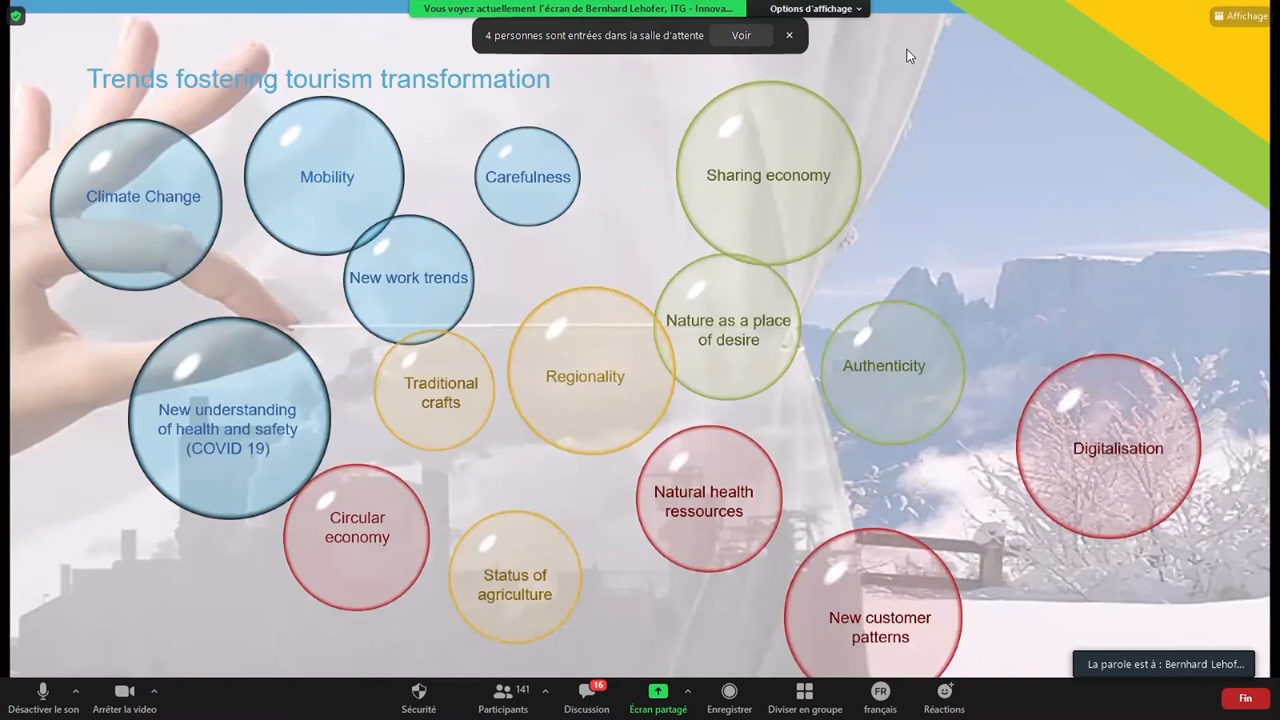 Vous voyez actuellement l'écran de Bernhard Lehofer, ITG - Innova...
Options d'affichage
Affichage
4 personnes sont entrées dans la salle d'attente
Voir
Trends fostering tourism transformation
Climate Change
Mobility
Carefulness
Sharing economy
New work trends
Nature as a place
of desire
Authenticity
Traditional
crafts
Regionality
New understanding
of health and safety
(COVID 19)
Digitalisation
Natural health
ressources
Circular
economy
Status of
agriculture
New customer
patterns
La parole est à : Bernhard Lehof...
Désactiver le son
Arrêter la video
Sécurité
141
Participants
16
Discussion
Écran partagé
Enregistrer
Diviser en groupe
FR
français
Réactions
Fin